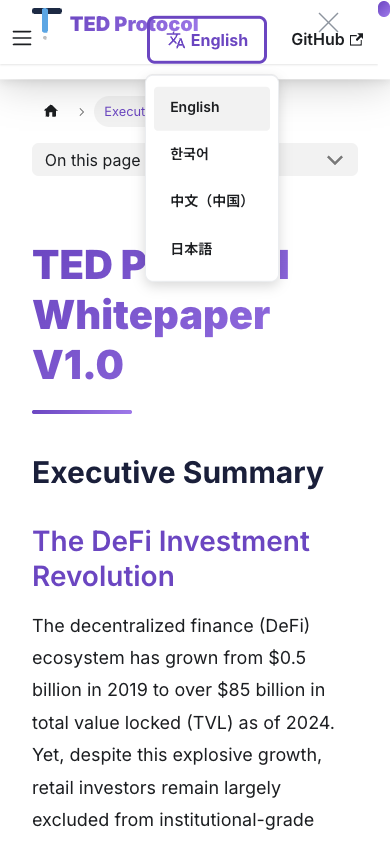 TED Protocol
English
GitHub
English
한국어
中文（中国）
日本語
Execut
On this page
TED P l
Whitepaper
V1.0
Executive Summary
The DeFi Investment
Revolution
The decentralized finance (DeFi)
ecosystem has grown from $0.5
billion in 2019 to over $85 billion in
total value locked (TVL) as of 2024.
Yet, despite this explosive growth,
retail investors remain largely
excluded from institutional-grade